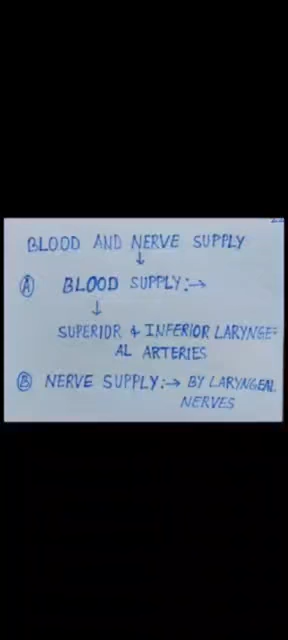 BLOOD AND NERVE SUPPLY
↓
Ⓐ BLOOD SUPPLY:→
↓
SUPERIOR & INFERIOR LARYNGE=
AL ARTERIES
Ⓑ NERVE SUPPLY:→ BY LARYNGEAL
NERVES